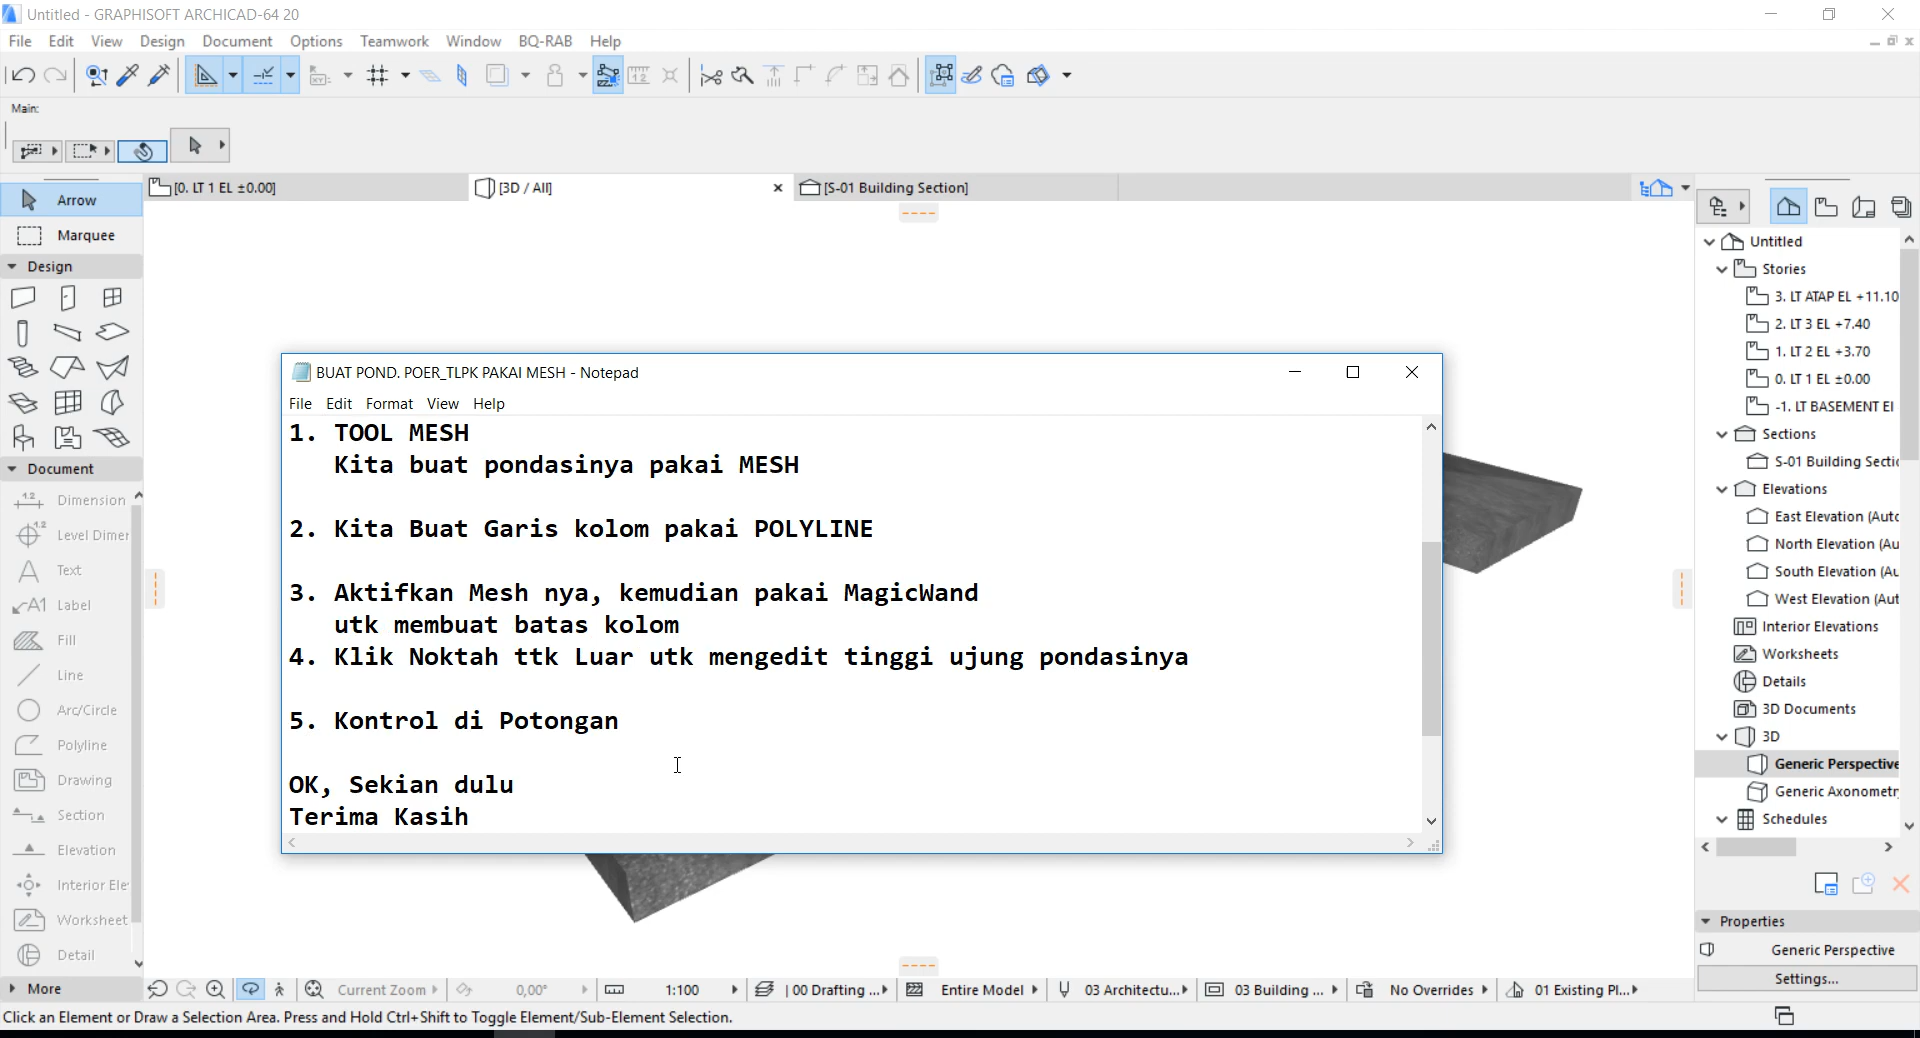 Untitled - GRAPHISOFT ARCHICAD-64 20
File Edit View Design Document Options Teamwork Window BQ-RAB Help
Main:
Arrow
Marquee
Design
Document
1.2 Dimension
1.2 Level Dimer
Text
A1 Label
Fill
Line
Arc/Circle
Polyline
Drawing
Section
Elevation
Interior Ele
Worksheet
Detail
More
[0. LT 1 EL ±0.00]
[3D / All]
[S-01 Building Section]
BUAT POND. POER_TLPK PAKAI MESH - Notepad
File Edit Format View Help
1. TOOL MESH
Kita buat pondasinya pakai MESH
2. Kita Buat Garis kolom pakai POLYLINE
3. Aktifkan Mesh nya, kemudian pakai MagicWand
utk membuat batas kolom
4. Klik Noktah ttk Luar utk mengedit tinggi ujung pondasinya
5. Kontrol di Potongan
OK, Sekian dulu
Terima Kasih
Untitled
Stories
3. LT ATAP EL +11.10
2. LT 3 EL +7.40
1. LT 2 EL +3.70
0. LT 1 EL ±0.00
-1. LT BASEMENT El
Sections
S-01 Building Sectic
Elevations
East Elevation (Autc
North Elevation (Au
South Elevation (Au
West Elevation (Aut
Interior Elevations
Worksheets
Details
3D Documents
3D
Generic Perspective
Generic Axonometr
Schedules
Properties
Generic Perspective
Settings...
Current Zoom
0,00°
1:100
00 Drafting ...
Entire Model
03 Architectu...
03 Building ...
No Overrides
01 Existing Pl...
Click an Element or Draw a Selection Area. Press and Hold Ctrl+Shift to Toggle Element/Sub-Element Selection.